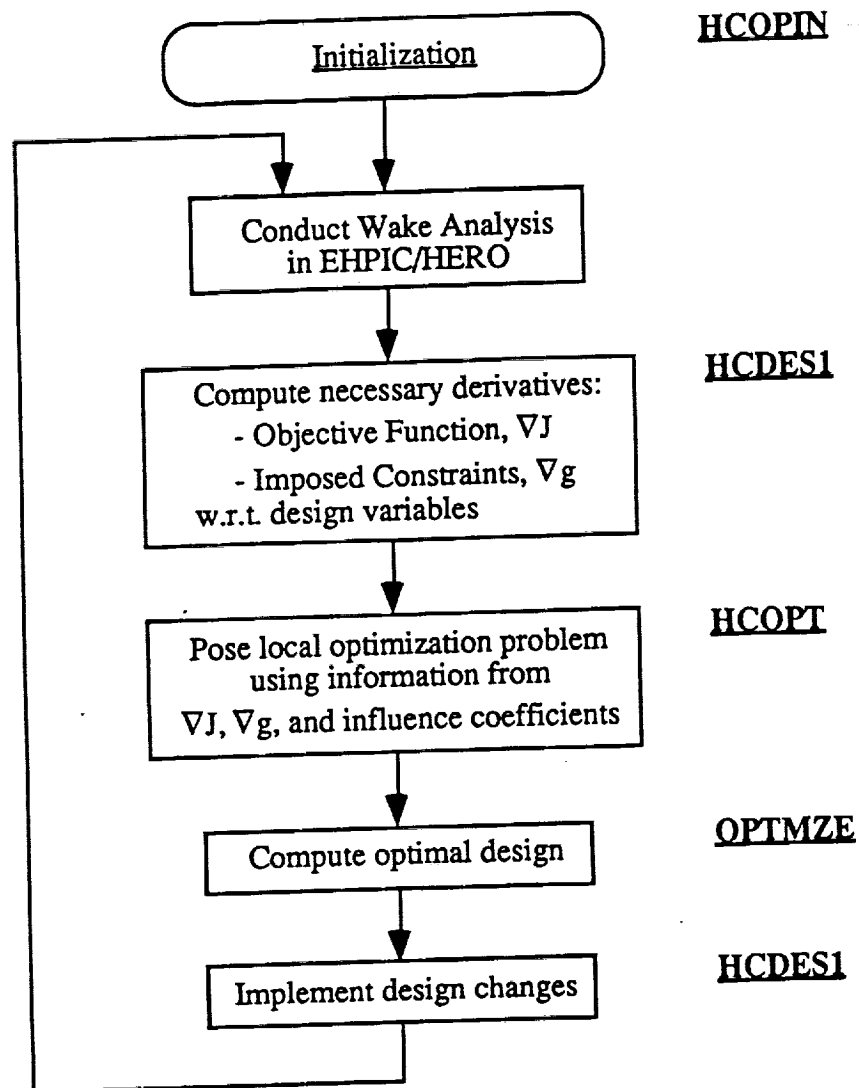 Initialization
HCOPIN
Conduct Wake Analysis
in EHPIC/HERO
HCDES1
Compute necessary derivatives:
- Objective Function, ∇J
- Imposed Constraints, ∇g
w.r.t. design variables
HCOPT
Pose local optimization problem
using information from
∇J, ∇g, and influence coefficients
OPTMZE
Compute optimal design
HCDES1
Implement design changes